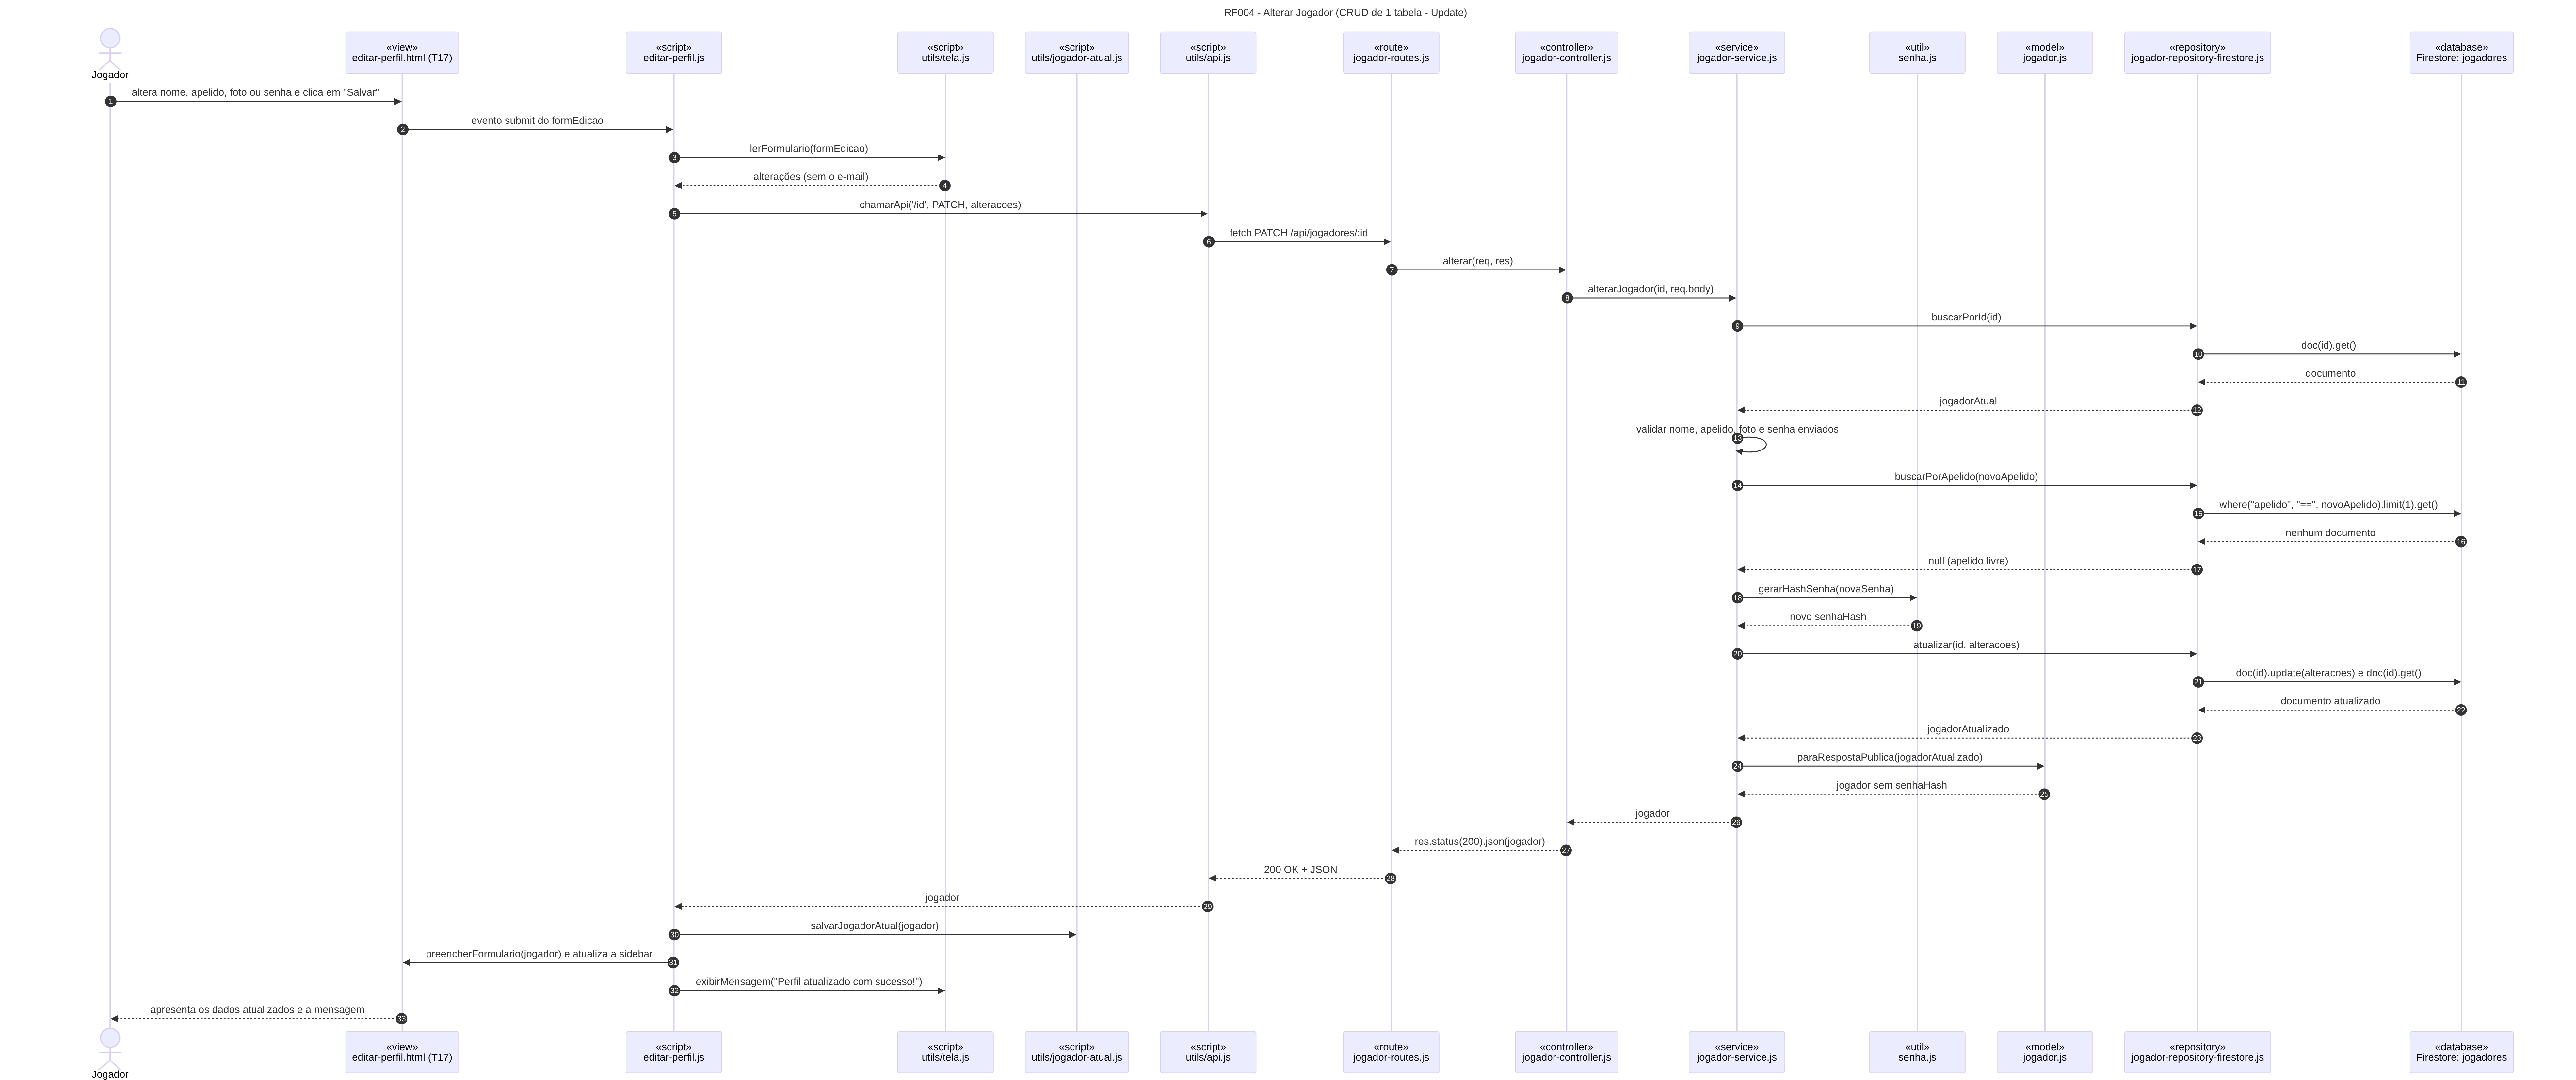 RF004 - Alterar Jogador (CRUD de 1 tabela - Update)
Jogador
«view»
editar-perfil.html (T17)
«script»
editar-perfil.js
«script»
utils/tela.js
«script»
utils/jogador-atual.js
«script»
utils/api.js
«route»
jogador-routes.js
«controller»
jogador-controller.js
«service»
jogador-service.js
«util»
senha.js
«model»
jogador.js
«repository»
jogador-repository-firestore.js
«database»
Firestore: jogadores
1 altera nome, apelido, foto ou senha e clica em "Salvar"
2 evento submit do formEdicao
3 lerFormulario(formEdicao)
alterações (sem o e-mail) 4
5 chamarApi('/id', PATCH, alteracoes)
6 fetch PATCH /api/jogadores/:id
7 alterar(req, res)
8 alterarJogador(id, req.body)
9 buscarPorId(id)
10 doc(id).get()
documento 11
jogadorAtual 12
validar nome, apelido, foto e senha enviados
13
14 buscarPorApelido(novoApelido)
15 where("apelido", "==", novoApelido).limit(1).get()
nenhum documento 16
null (apelido livre) 17
18 gerarHashSenha(novaSenha)
novo senhaHash 19
20 atualizar(id, alteracoes)
21 doc(id).update(alteracoes) e doc(id).get()
documento atualizado 22
jogadorAtualizado 23
24 paraRespostaPublica(jogadorAtualizado)
jogador sem senhaHash 25
jogador 26
res.status(200).json(jogador) 27
200 OK + JSON 28
jogador 29
30 salvarJogadorAtual(jogador)
preencherFormulario(jogador) e atualiza a sidebar 31
32 exibirMensagem("Perfil atualizado com sucesso!")
apresenta os dados atualizados e a mensagem 33
Jogador
«view»
editar-perfil.html (T17)
«script»
editar-perfil.js
«script»
utils/tela.js
«script»
utils/jogador-atual.js
«script»
utils/api.js
«route»
jogador-routes.js
«controller»
jogador-controller.js
«service»
jogador-service.js
«util»
senha.js
«model»
jogador.js
«repository»
jogador-repository-firestore.js
«database»
Firestore: jogadores